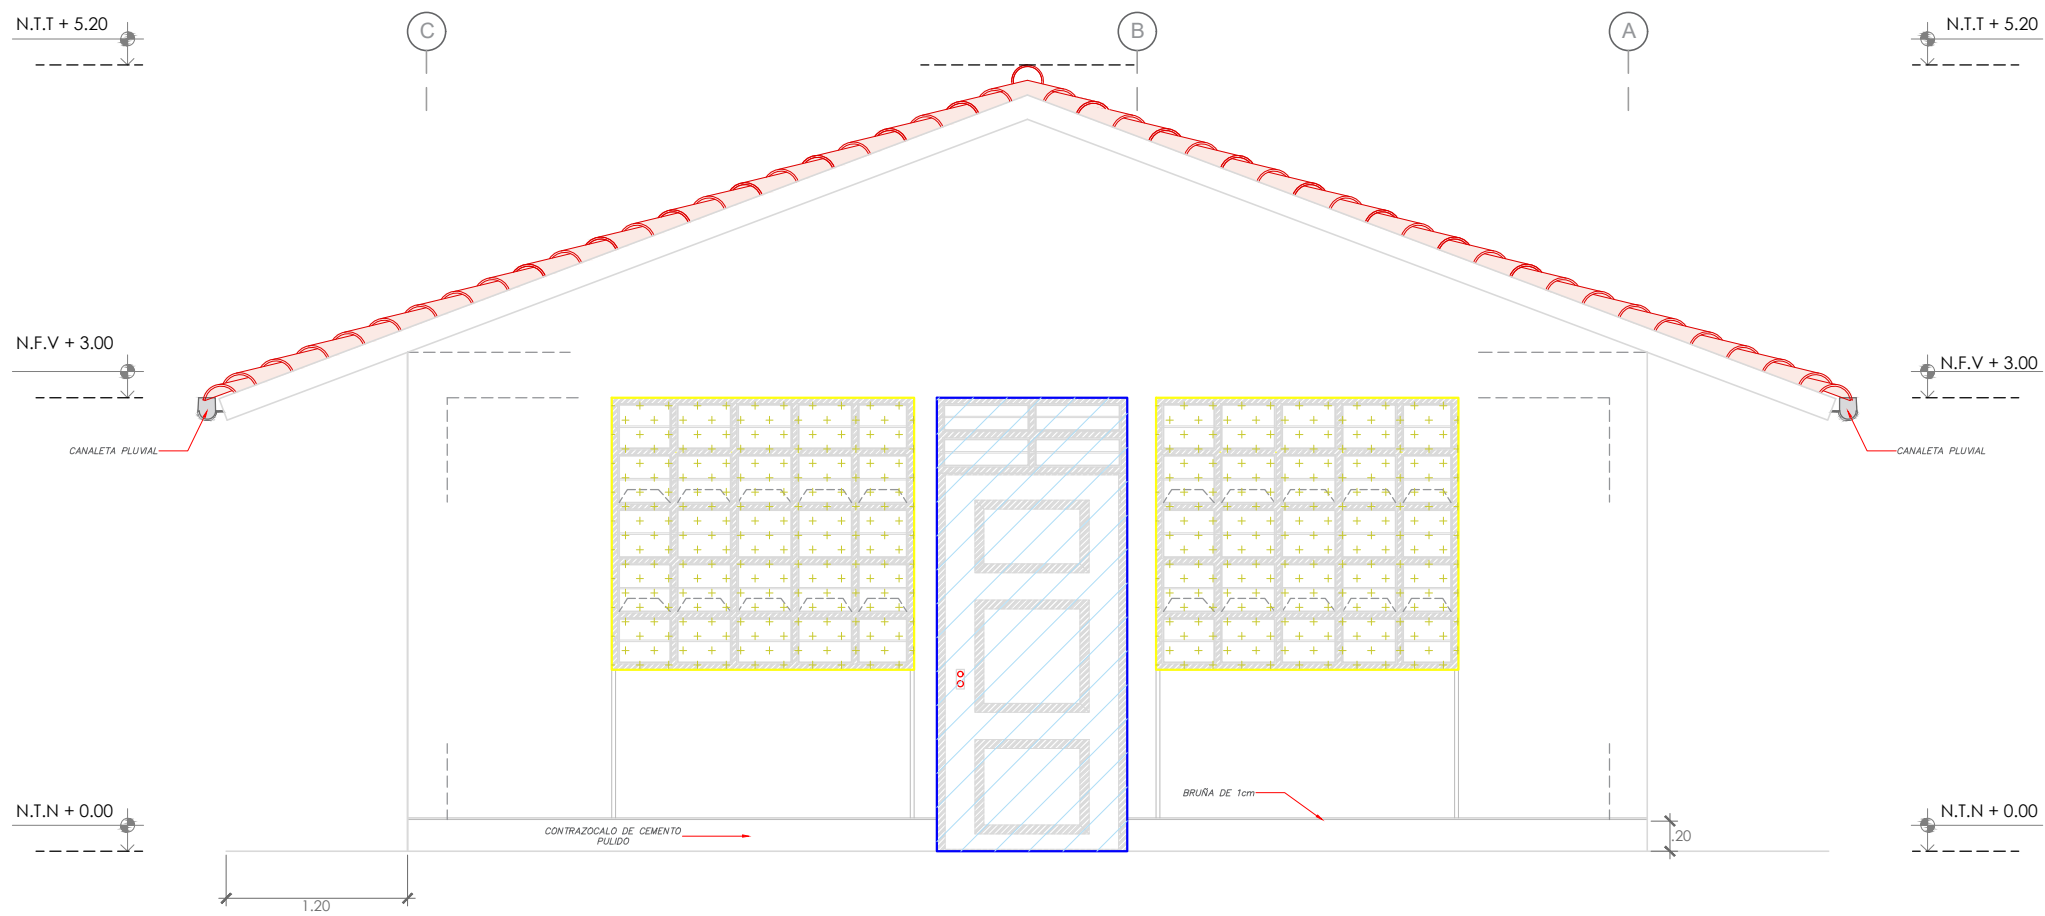 N.T.T + 5.20
C
B
A
N.T.T + 5.20
N.F.V + 3.00
N.F.V + 3.00
CANALETA PLUVIAL
CANALETA PLUVIAL
BRUÑA DE 1cm
N.T.N + 0.00
N.T.N + 0.00
CONTRAZOCALO DE CEMENTO
PULIDO
.20
1.20